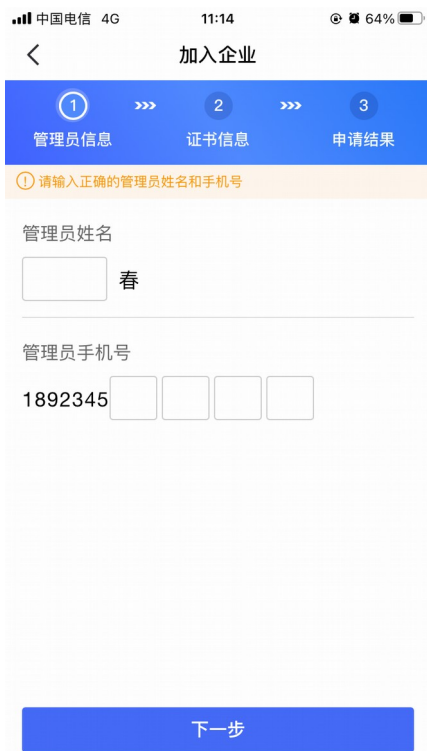 中国电信 4G 11:14 64%
加入企业
1 2 3
管理员信息 证书信息 申请结果
请输入正确的管理员姓名和手机号
管理员姓名
春
管理员手机号
1892345
下一步